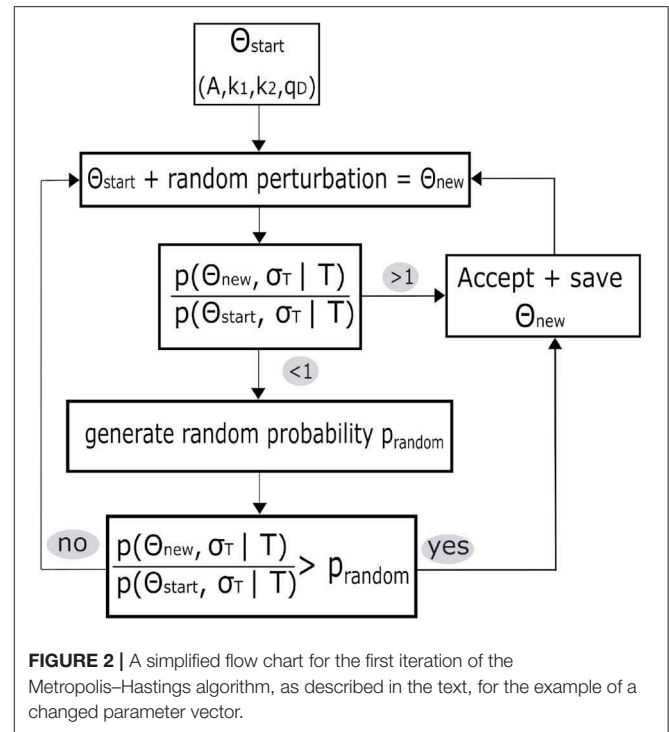 Θstart
(A,k1,k2,qD)
Θstart + random perturbation = Θnew
p(Θnew, σT | T)
p(Θstart, σT | T)
>1
Accept + save
Θnew
<1
generate random probability prandom
no
p(Θnew, σT | T)
p(Θstart, σT | T)
> prandom
yes
FIGURE 2 | A simplified flow chart for the first iteration of the
Metropolis–Hastings algorithm, as described in the text, for the example of a
changed parameter vector.